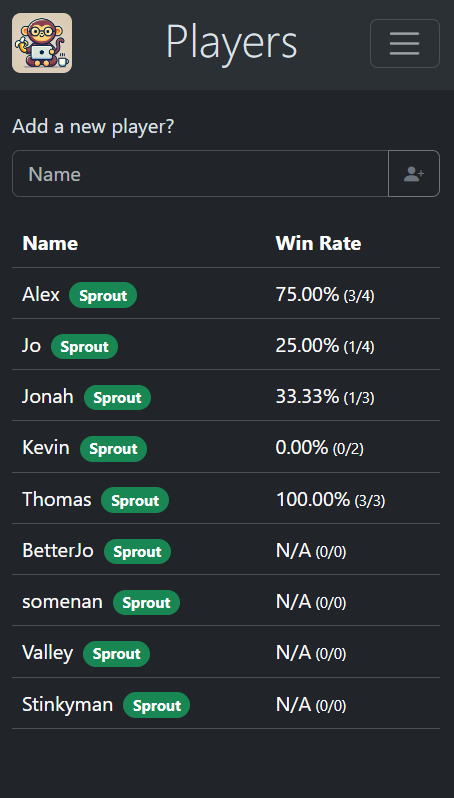 Players
Add a new player?
Name
Name Win Rate
Alex Sprout 75.00% (3/4)
Jo Sprout 25.00% (1/4)
Jonah Sprout 33.33% (1/3)
Kevin Sprout 0.00% (0/2)
Thomas Sprout 100.00% (3/3)
BetterJo Sprout N/A (0/0)
somenan Sprout N/A (0/0)
Valley Sprout N/A (0/0)
Stinkyman Sprout N/A (0/0)